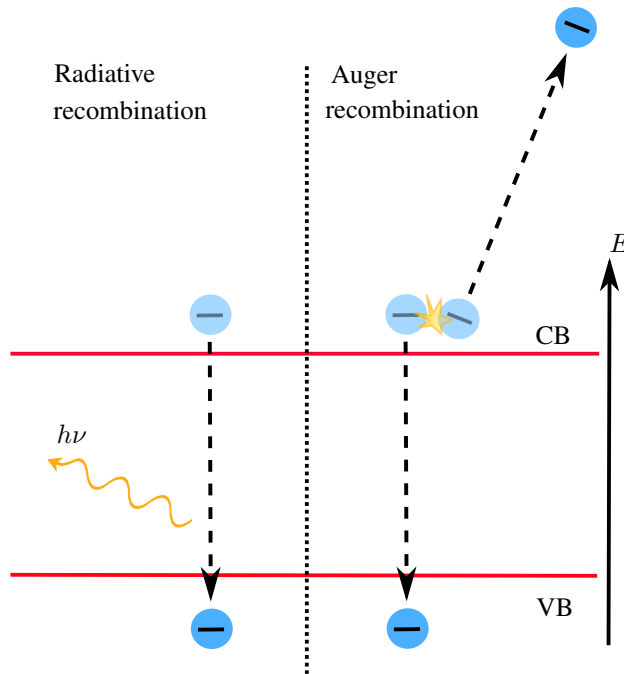 Radiative
recombination
Auger
recombination
E
CB
hν
VB